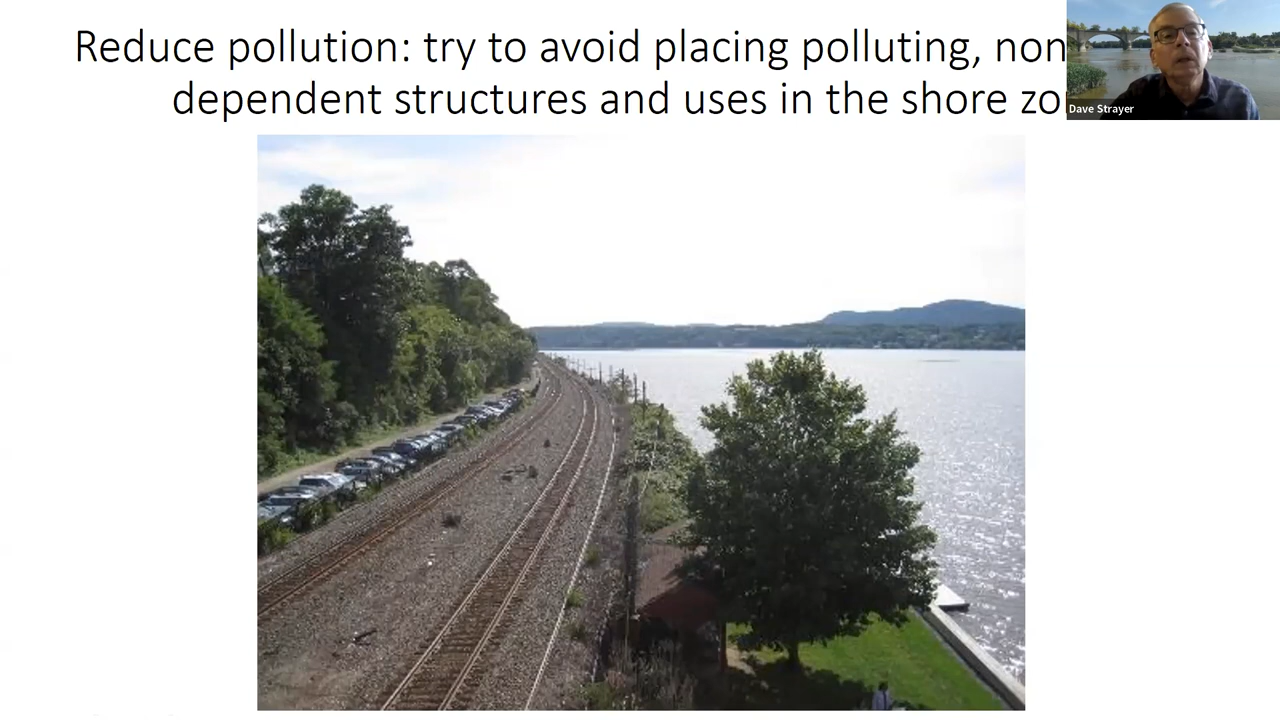 Reduce pollution: try to avoid placing polluting, non
dependent structures and uses in the shore zo
Dave Strayer